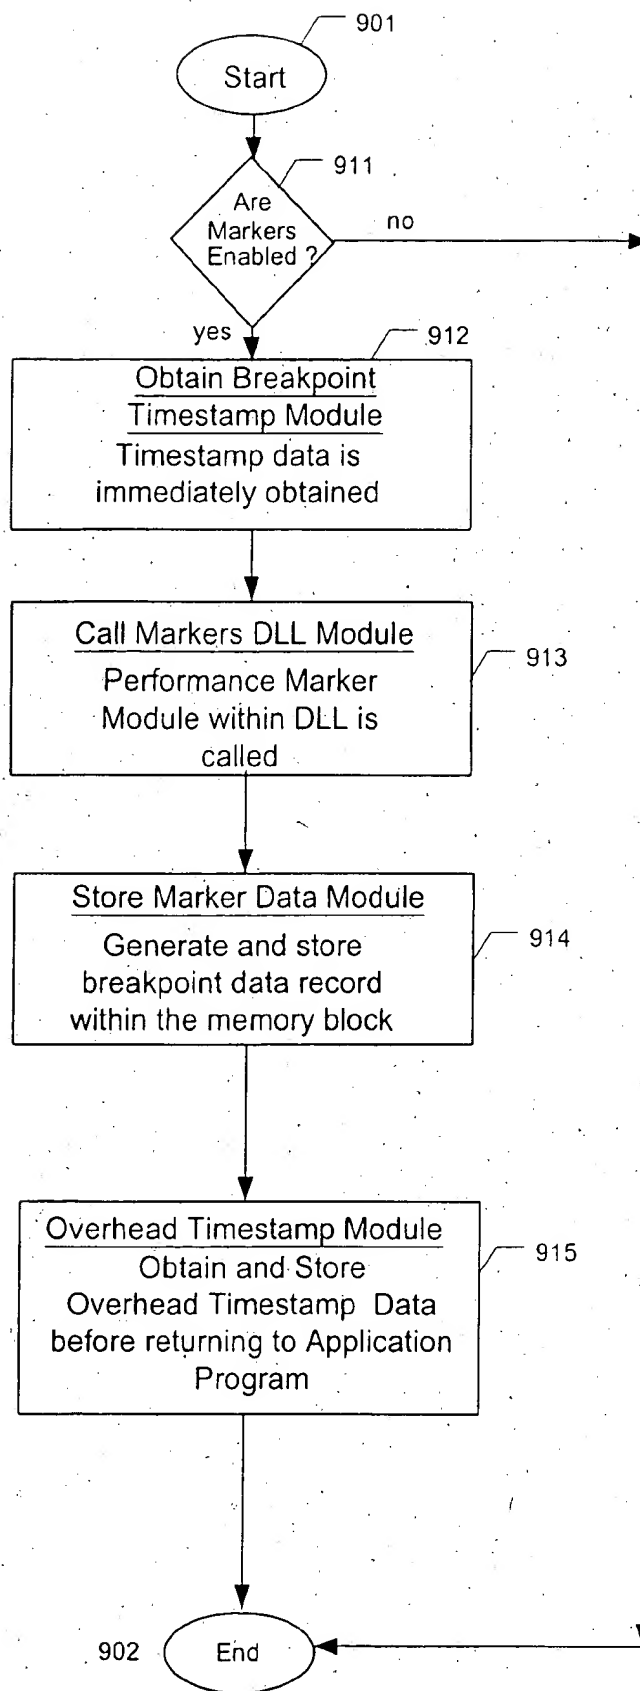 901
Start
911
Are
Markers
Enabled ?
no
yes
912
Obtain Breakpoint
Timestamp Module
Timestamp data is
immediately obtained
Call Markers DLL Module
913
Performance Marker
Module within DLL is
called
Store Marker Data Module
914
Generate and store
breakpoint data record
within the memory block
Overhead Timestamp Module
915
Obtain and Store
Overhead Timestamp Data
before returning to Application
Program
902
End